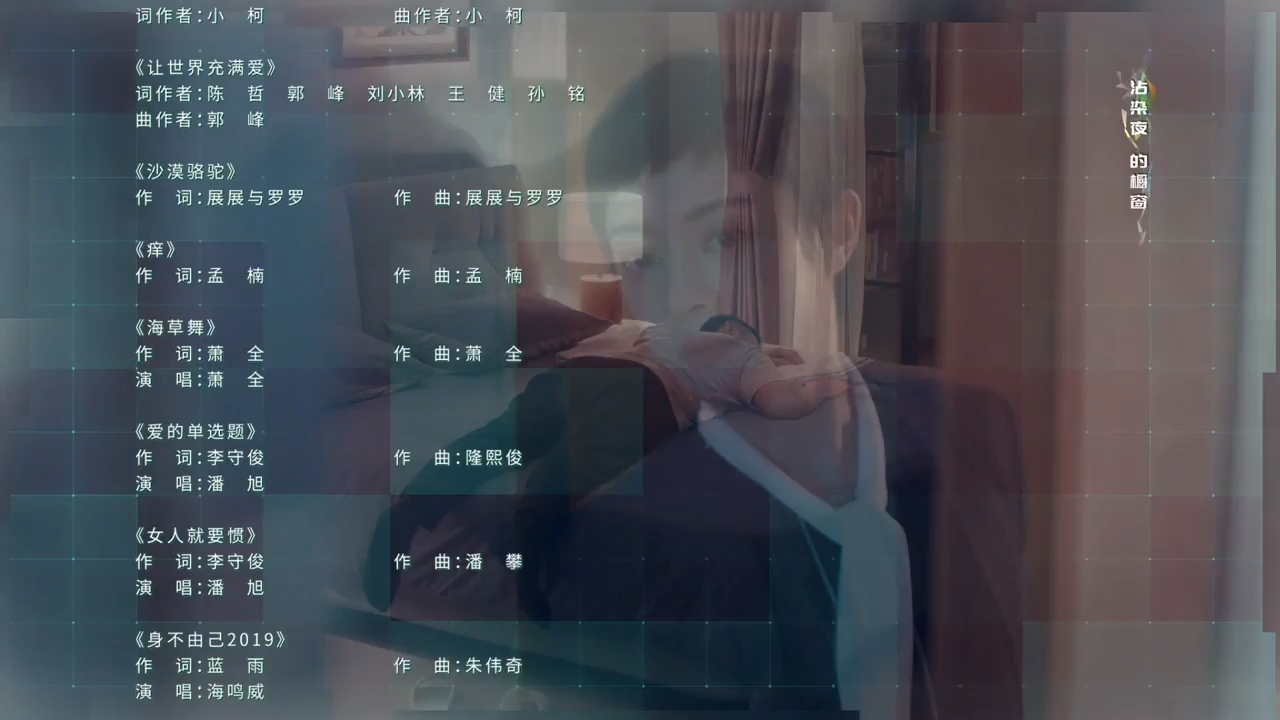 词作者:小 柯 曲作者:小 柯
《让世界充满爱》
词作者:陈 哲 郭 峰 刘小林 王 健 孙 铭
曲作者:郭 峰
《沙漠骆驼》
作 词:展展与罗罗 作 曲:展展与罗罗
《痒》
作 词:孟 楠 作 曲:孟 楠
《海草舞》
作 词:萧 全 作 曲:萧 全
演 唱:萧 全
《爱的单选题》
作 词:李守俊 作 曲:隆熙俊
演 唱:潘 旭
《女人就要惯》
作 词:李守俊 作 曲:潘 攀
演 唱:潘 旭
《身不由己2019》
作 词:蓝 雨 作 曲:朱伟奇
演 唱:海鸣威
沾染夜 的橱窗